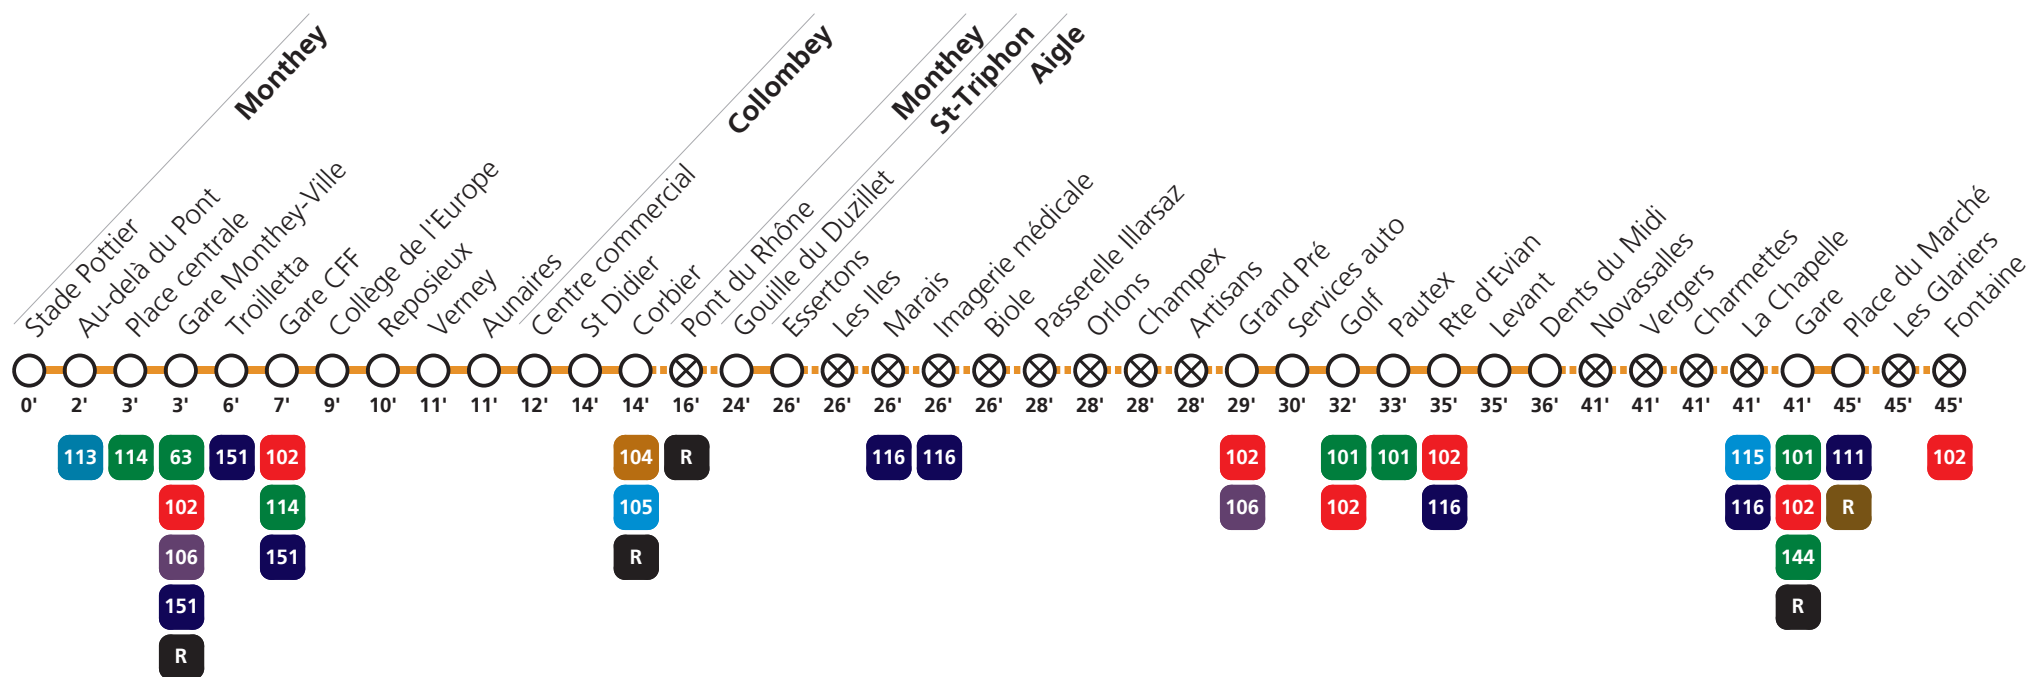 Monthey
Collombey
Monthey
St-Triphon
Aigle
Stade Pottier
Au-delà du Pont
Place centrale
Gare Monthey-Ville
Troilletta
Gare CFF
Collège de l'Europe
Reposieux
Verney
Aunaires
Centre commercial
St Didier
Corbier
Pont du Rhône
Gouille du Duzillet
Essertons
Les Iles
Marais
Imagerie médicale
Biole
Passerelle Illarsaz
Orlons
Champex
Artisans
Grand Pré
Services auto
Golf
Pautex
Rte d'Evian
Levant
Dents du Midi
Novassalles
Vergers
Charmettes
La Chapelle
Gare
Place du Marché
Les Glariers
Fontaine
0' 2' 3' 3' 6' 7' 9' 10' 11' 11' 12' 14' 14' 16' 24' 26' 26' 26' 26' 26' 28' 28' 28' 28' 29' 30' 32' 33' 35' 35' 36' 41' 41' 41' 41' 41' 45' 45' 45'
113 114 63 151 102 104 R 116 116 102 101 101 102 115 101 111 102
102 114 105 106 102 116 116 102 R
106 151 R 144
151 R
R